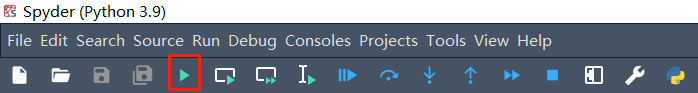 Spyder (Python 3.9)
File Edit Search Source Run Debug Consoles Projects Tools View Help